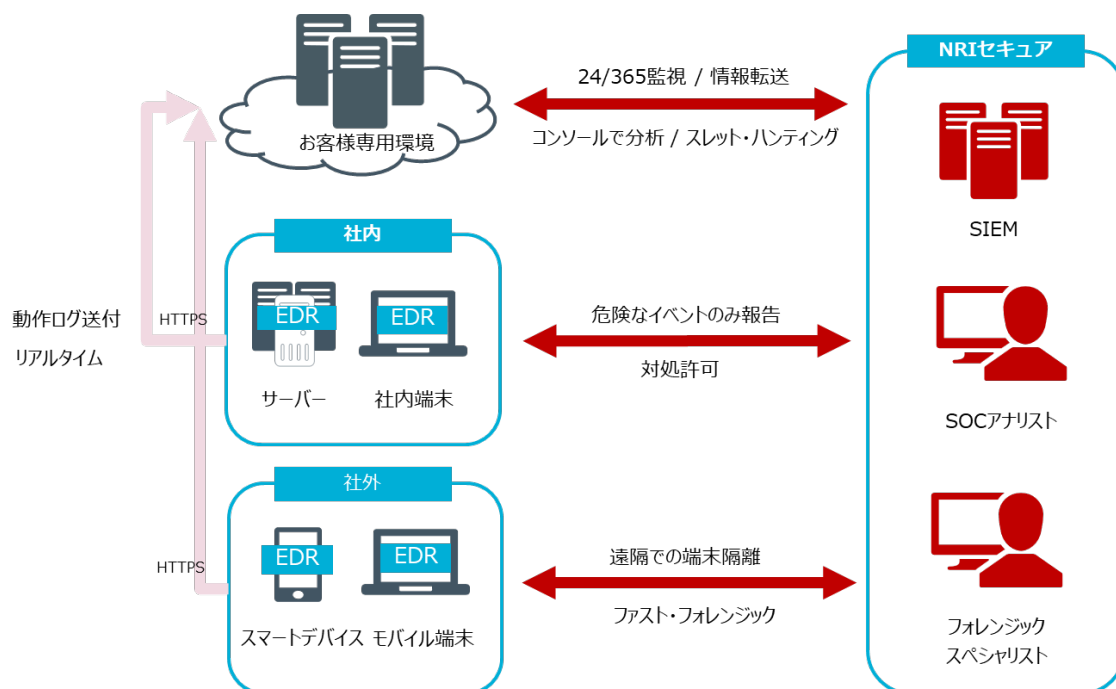 NRIセキュア
24/365監視 / 情報転送
お客様専用環境
コンソールで分析 / スレット・ハンティング
SIEM
社内
動作ログ送付
リアルタイム
HTTPS
EDR
EDR
危険なイベントのみ報告
対処許可
サーバー
社内端末
SOCアナリスト
社外
HTTPS
EDR
EDR
遠隔での端末隔離
ファスト・フォレンジック
スマートデバイス
モバイル端末
フォレンジック
スペシャリスト